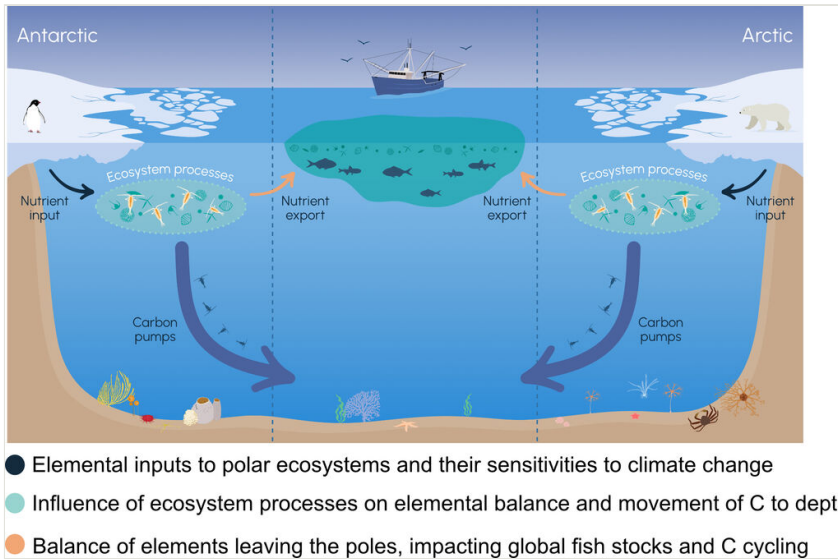 Antarctic
Arctic
Ecosystem processes
Ecosystem processes
Nutrient
input
Nutrient
export
Nutrient
export
Nutrient
input
Carbon
pumps
Carbon
pumps
Elemental inputs to polar ecosystems and their sensitivities to climate change
Influence of ecosystem processes on elemental balance and movement of C to dept
Balance of elements leaving the poles, impacting global fish stocks and C cycling